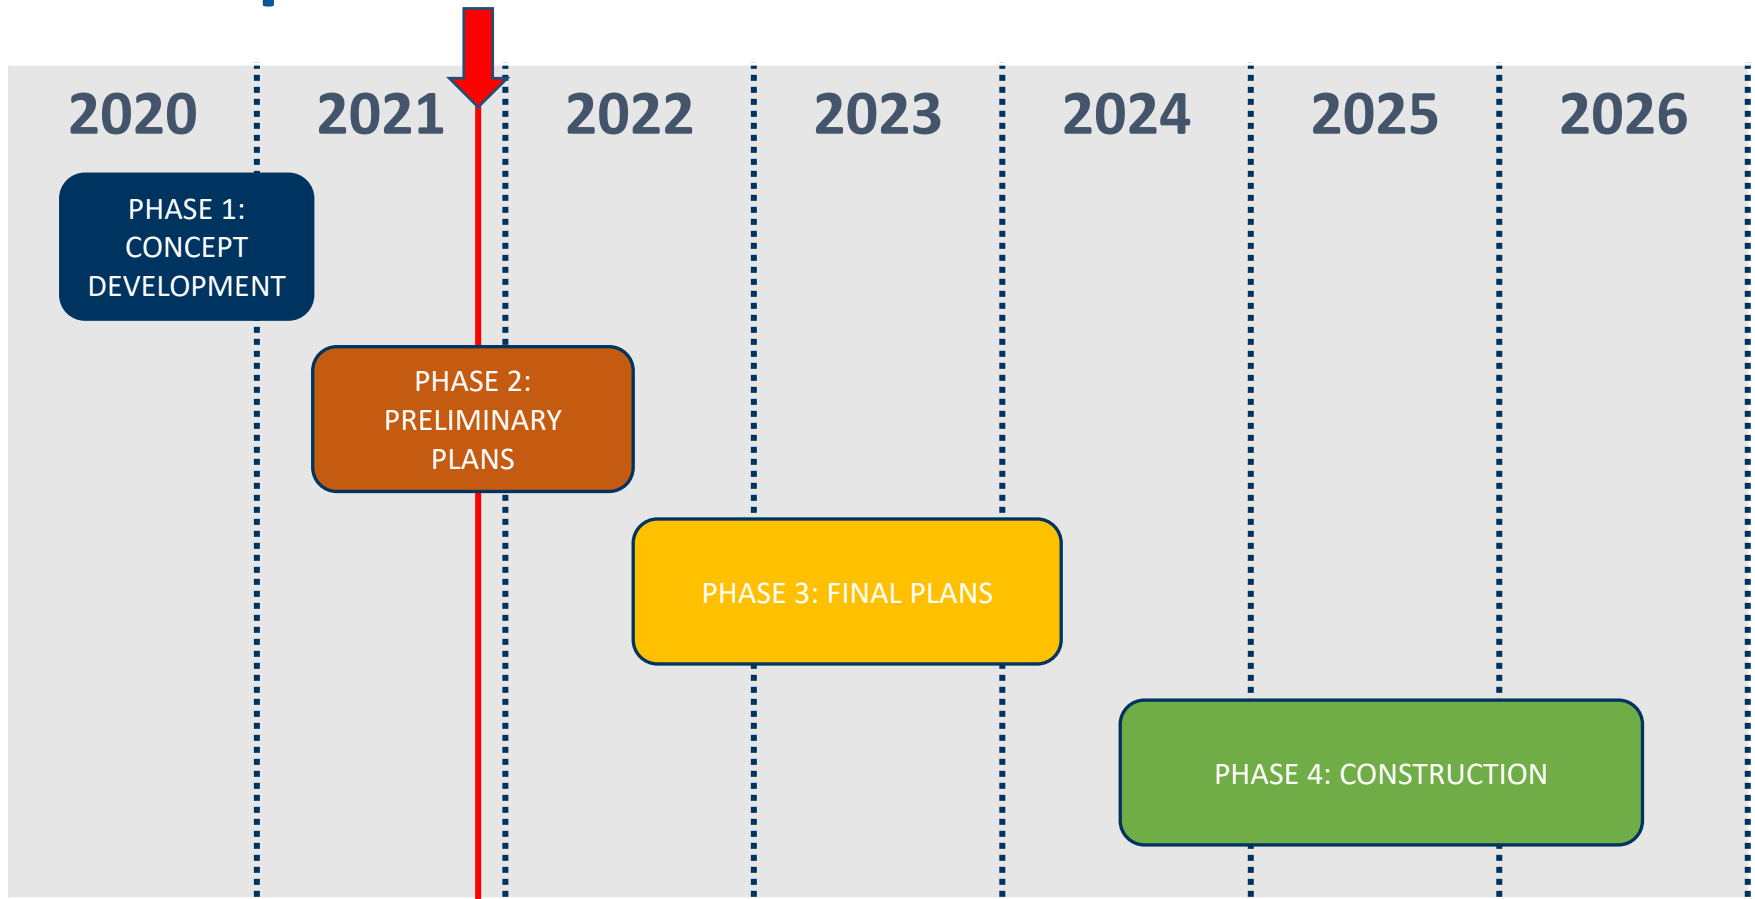 2020 2021 2022 2023 2024 2025 2026
PHASE 1:
CONCEPT
DEVELOPMENT
PHASE 2:
PRELIMINARY
PLANS
PHASE 3: FINAL PLANS
PHASE 4: CONSTRUCTION